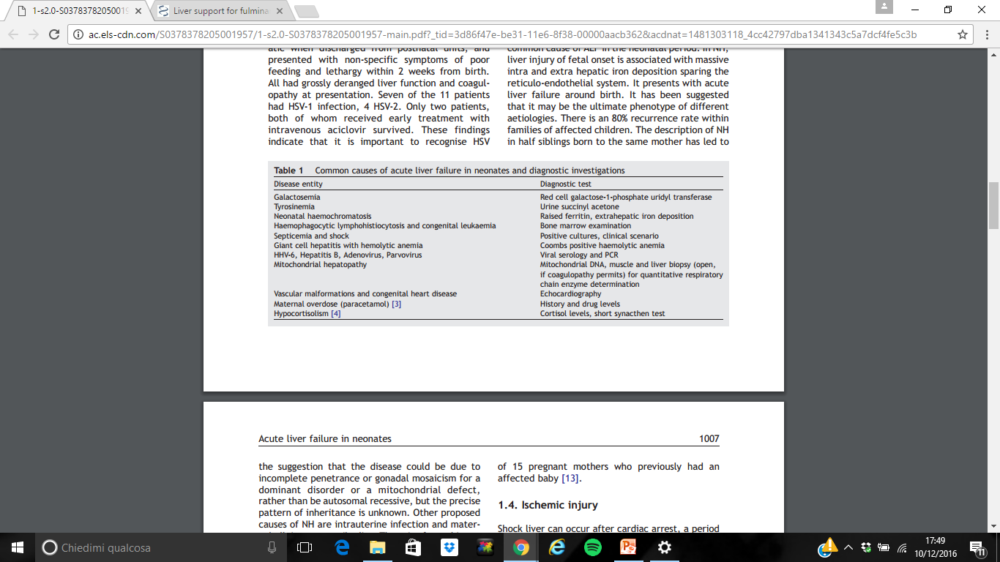 1-s2.0-S0378378205001
Liver support for fulmina
ac.els-cdn.com/S0378378205001957/1-s2.0-S0378378205001957-main.pdf?_tid=3d86f47e-be31-11e6-8f38-00000aacb362&acdnat=1481303118_4cc42797dba1341343c5a7dcf4fe5c3b
atic when discharged from postnatal units, and
presented with non-specific symptoms of poor
feeding and lethargy within 2 weeks from birth.
All had grossly deranged liver function and coagul-
opathy at presentation. Seven of the 11 patients
had HSV-1 infection, 4 HSV-2. Only two patients,
both of whom received early treatment with
intravenous aciclovir survived. These findings
indicate that it is important to recognise HSV
common cause of ALF in the neonatal period. In NH,
liver injury of fetal onset is associated with massive
intra and extra hepatic iron deposition sparing the
reticulo-endothelial system. It presents with acute
liver failure around birth. It has been suggested
that it may be the ultimate phenotype of different
aetiologies. There is an 80% recurrence rate within
families of affected children. The description of NH
in half siblings born to the same mother has led to
Table 1 Common causes of acute liver failure in neonates and diagnostic investigations
Disease entity Diagnostic test
Galactosemia Red cell galactose-1-phosphate uridyl transferase
Tyrosinemia Urine succinyl acetone
Neonatal haemochromatosis Raised ferritin, extrahepatic iron deposition
Haemophagocytic lymphohistiocytosis and congenital leukaemia Bone marrow examination
Septicemia and shock Positive cultures, clinical scenario
Giant cell hepatitis with hemolytic anemia Coombs positive haemolytic anemia
HHV-6, Hepatitis B, Adenovirus, Parvovirus Viral serology and PCR
Mitochondrial hepatopathy Mitochondrial DNA, muscle and liver biopsy (open,
if coagulopathy permits) for quantitative respiratory
chain enzyme determination
Vascular malformations and congenital heart disease Echocardiography
Maternal overdose (paracetamol) [3] History and drug levels
Hypocortisolism [4] Cortisol levels, short synacthen test
Acute liver failure in neonates 1007
the suggestion that the disease could be due to
incomplete penetrance or gonadal mosaicism for a
dominant disorder or a mitochondrial defect,
rather than be autosomal recessive, but the precise
pattern of inheritance is unknown. Other proposed
causes of NH are intrauterine infection and mater-
of 15 pregnant mothers who previously had an
affected baby [13].
1.4. Ischemic injury
Shock liver can occur after cardiac arrest, a period
Chiedimi qualcosa
17:49
10/12/2016
11